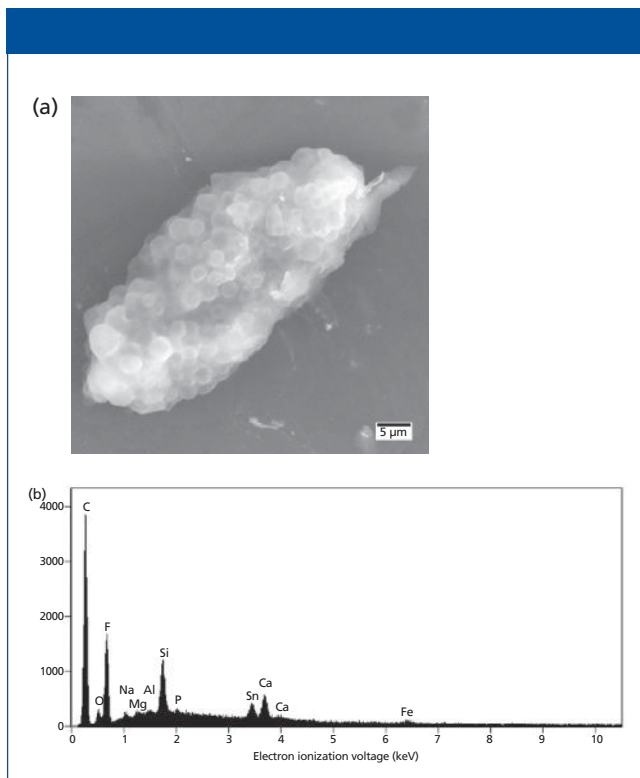 (a)
5 µm
(b)
4000
3000
2000
1000
0
C
O
F
Na
Mg
Al
Si
P
Sn
Ca
Ca
Fe
0 1 2 3 4 5 6 7 8 9 10
Electron ionization voltage (keV)